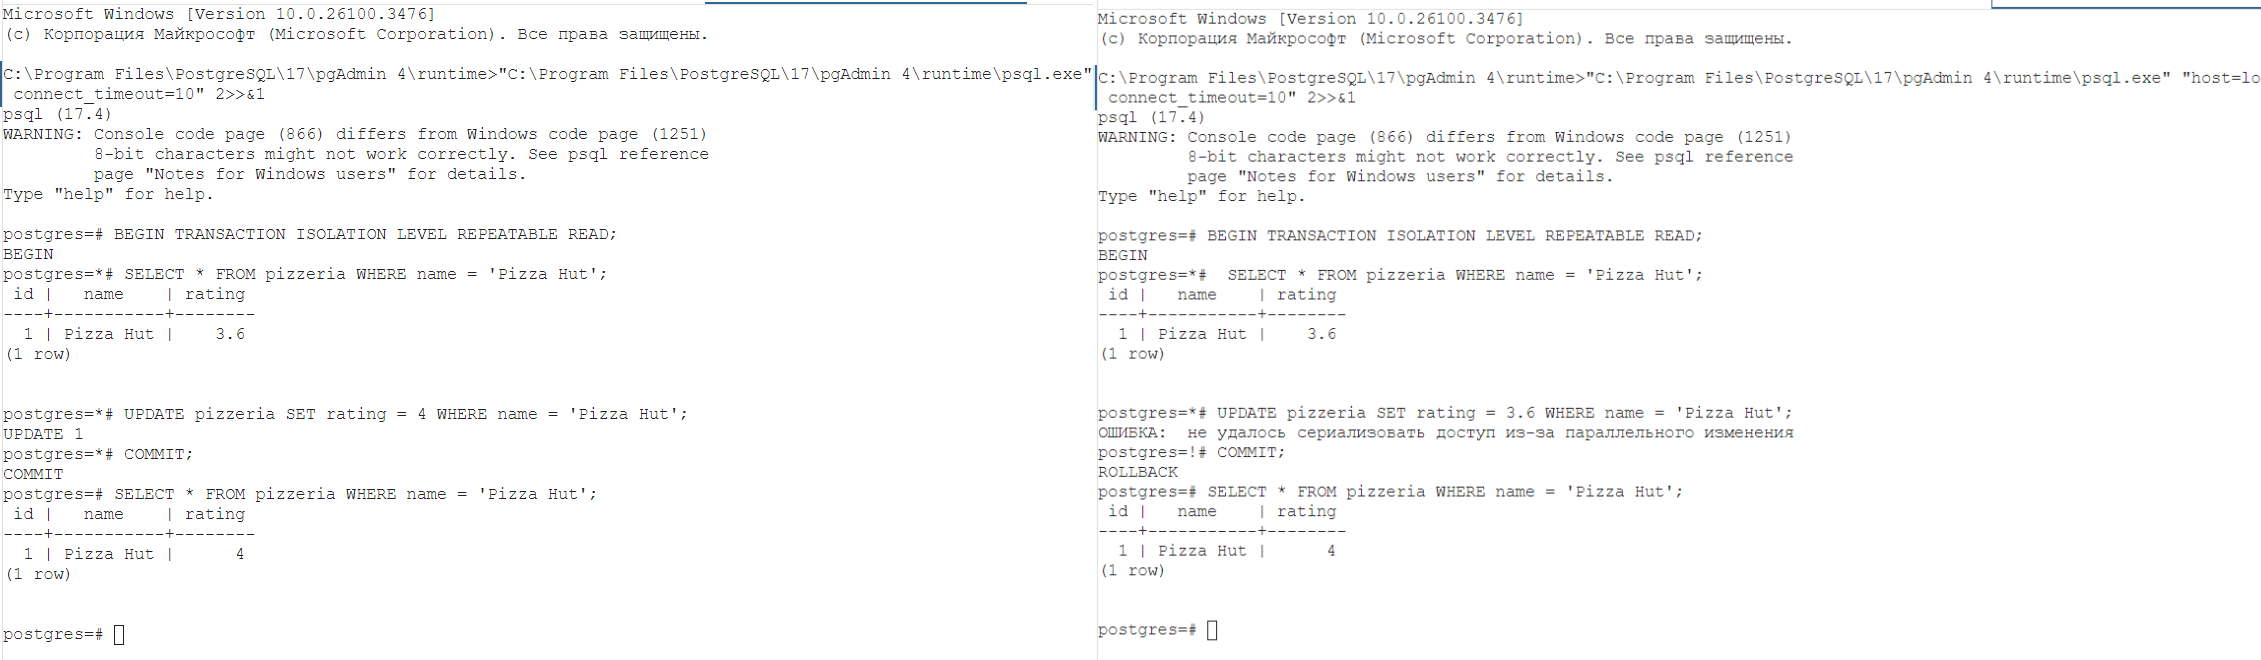 Microsoft Windows [Version 10.0.26100.3476]
(c) Корпорация Майкрософт (Microsoft Corporation). Все права защищены.
C:\Program Files\PostgreSQL\17\pgAdmin 4\runtime>"C:\Program Files\PostgreSQL\17\pgAdmin 4\runtime\psql.exe"
connect_timeout=10" 2>>&1
psql (17.4)
WARNING: Console code page (866) differs from Windows code page (1251)
8-bit characters might not work correctly. See psql reference
page "Notes for Windows users" for details.
Type "help" for help.
postgres=# BEGIN TRANSACTION ISOLATION LEVEL REPEATABLE READ;
BEGIN
postgres=*# SELECT * FROM pizzeria WHERE name = 'Pizza Hut';
 id |   name    | rating
----+-----------+--------
  1 | Pizza Hut |    3.6
(1 row)
postgres=*# UPDATE pizzeria SET rating = 4 WHERE name = 'Pizza Hut';
UPDATE 1
postgres=*# COMMIT;
COMMIT
postgres=# SELECT * FROM pizzeria WHERE name = 'Pizza Hut';
 id |   name    | rating
----+-----------+--------
  1 | Pizza Hut |      4
(1 row)
postgres=#
Microsoft Windows [Version 10.0.26100.3476]
(c) Корпорация Майкрософт (Microsoft Corporation). Все права защищены.
C:\Program Files\PostgreSQL\17\pgAdmin 4\runtime>"C:\Program Files\PostgreSQL\17\pgAdmin 4\runtime\psql.exe" "host=lo
connect_timeout=10" 2>>&1
psql (17.4)
WARNING: Console code page (866) differs from Windows code page (1251)
8-bit characters might not work correctly. See psql reference
page "Notes for Windows users" for details.
Type "help" for help.
postgres=# BEGIN TRANSACTION ISOLATION LEVEL REPEATABLE READ;
BEGIN
postgres=*#  SELECT * FROM pizzeria WHERE name = 'Pizza Hut';
 id |   name    | rating
----+-----------+--------
  1 | Pizza Hut |    3.6
(1 row)
postgres=*# UPDATE pizzeria SET rating = 3.6 WHERE name = 'Pizza Hut';
ОШИБКА:  не удалось сериализовать доступ из-за параллельного изменения
postgres=!# COMMIT;
ROLLBACK
postgres=# SELECT * FROM pizzeria WHERE name = 'Pizza Hut';
 id |   name    | rating
----+-----------+--------
  1 | Pizza Hut |      4
(1 row)
postgres=#